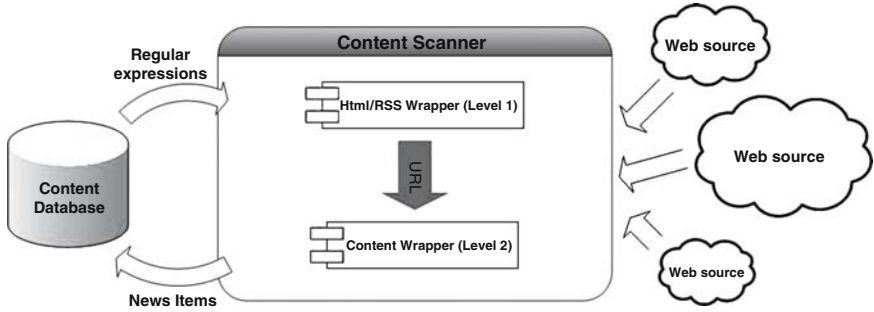 Regular
expressions
Content Scanner
Web source
Html/RSS Wrapper (Level 1)
URL
Web source
Content
Database
Content Wrapper (Level 2)
Web source
News Items